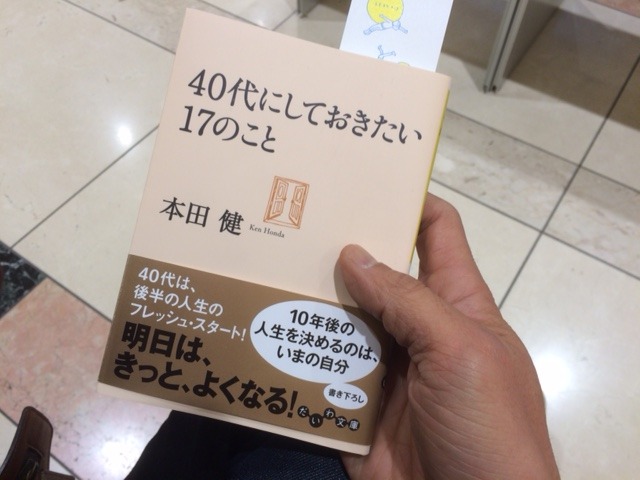 40代にしておきたい
17のこと
本田 健
Ken Honda
40代は、
後半の人生の
フレッシュ・スタート!
明日は、
きっと、よくなる!
10年後の
人生を決めるのは、
いまの自分
書き下ろし
だいわ文庫